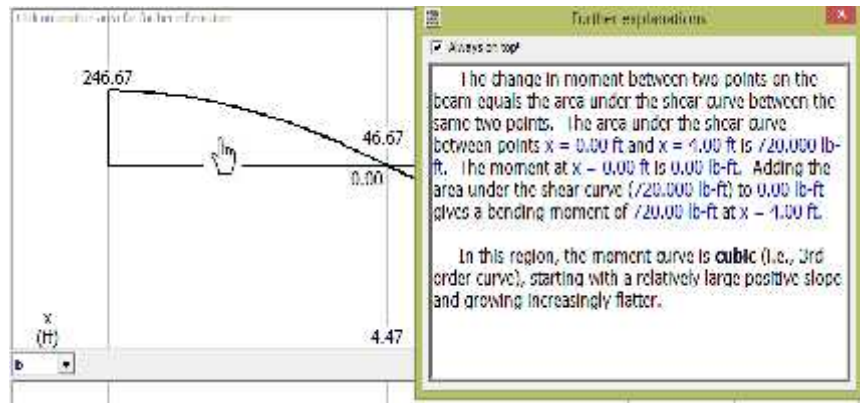 Further explanations
Always on top!
246.67
46.67
0.00
x
(ft)
4.47
lb
The change in moment between two points on the
beam equals the area under the shear curve between the
same two points. The area under the shear curve
between points x = 0.00 ft and x = 4.00 ft is 720.000 lb-
ft. The moment at x = 0.00 ft is 0.00 lb-ft. Adding the
area under the shear curve (720.000 lb-ft) to 0.00 lb-ft
gives a bending moment of 720.00 lb-ft at x = 4.00 ft.
In this region, the moment curve is cubic (i.e., 3rd
order curve), starting with a relatively large positive slope
and growing increasingly flatter.